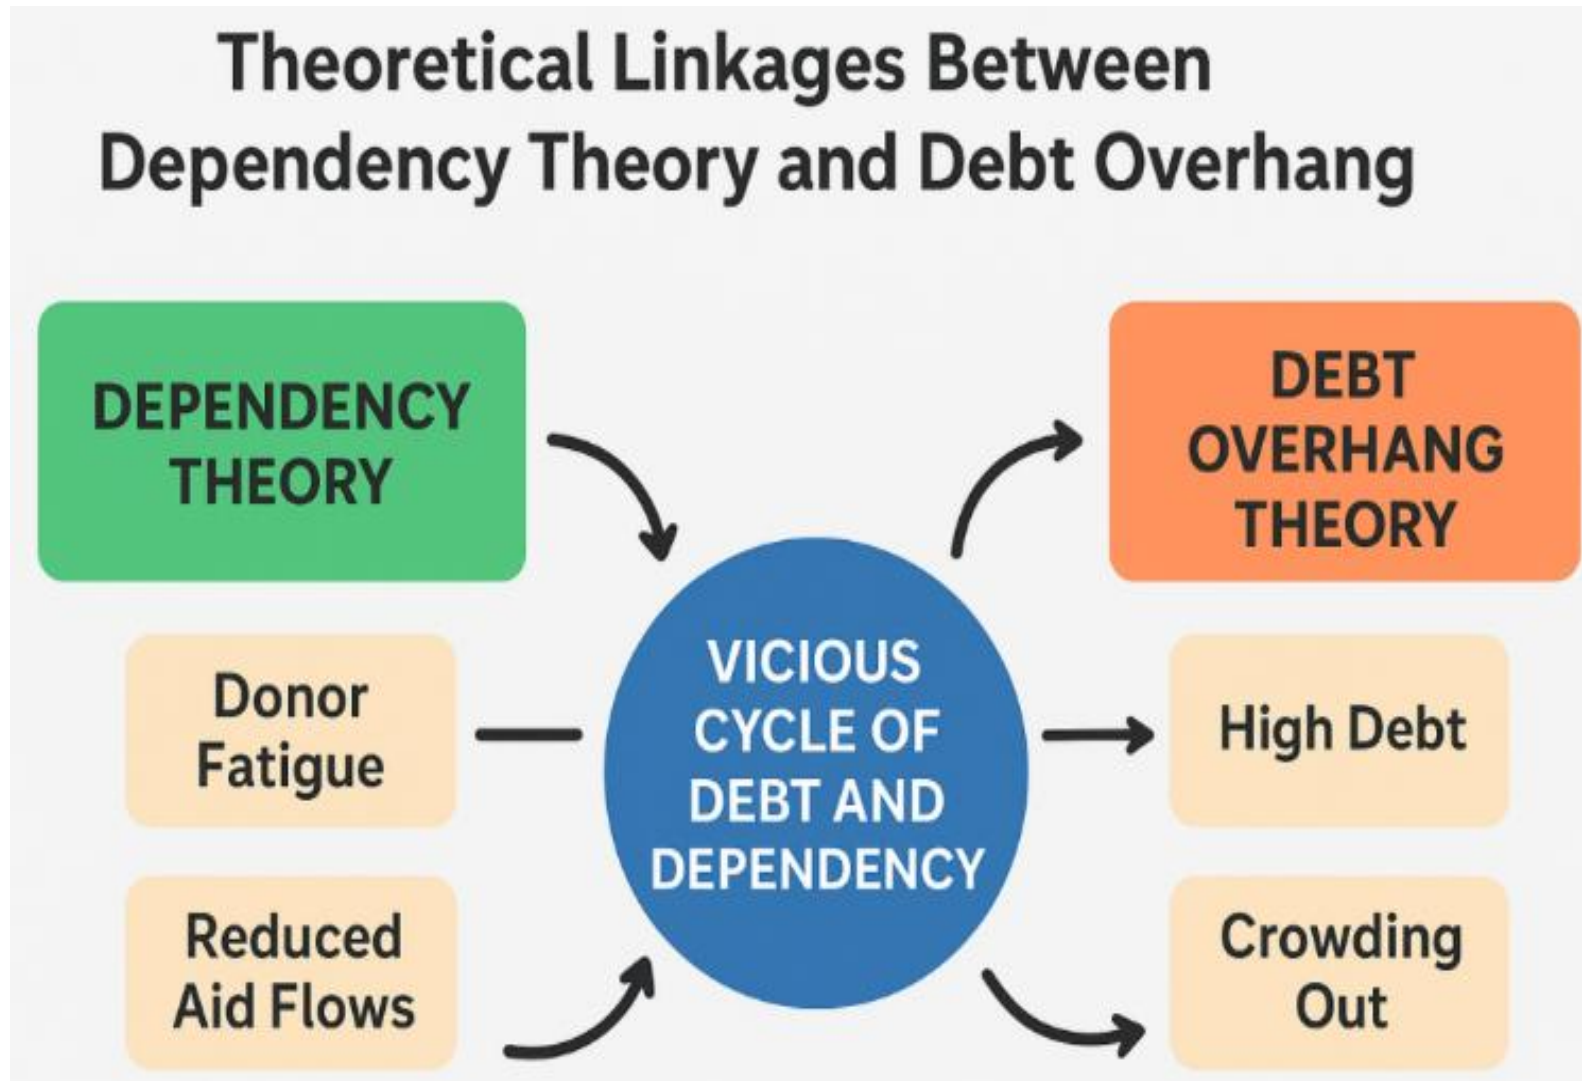 Theoretical Linkages Between
Dependency Theory and Debt Overhang
DEPENDENCY
THEORY
DEBT
OVERHANG
THEORY
Donor
Fatigue
VICIOUS
CYCLE OF
DEBT AND
DEPENDENCY
High Debt
Reduced
Aid Flows
Crowding
Out